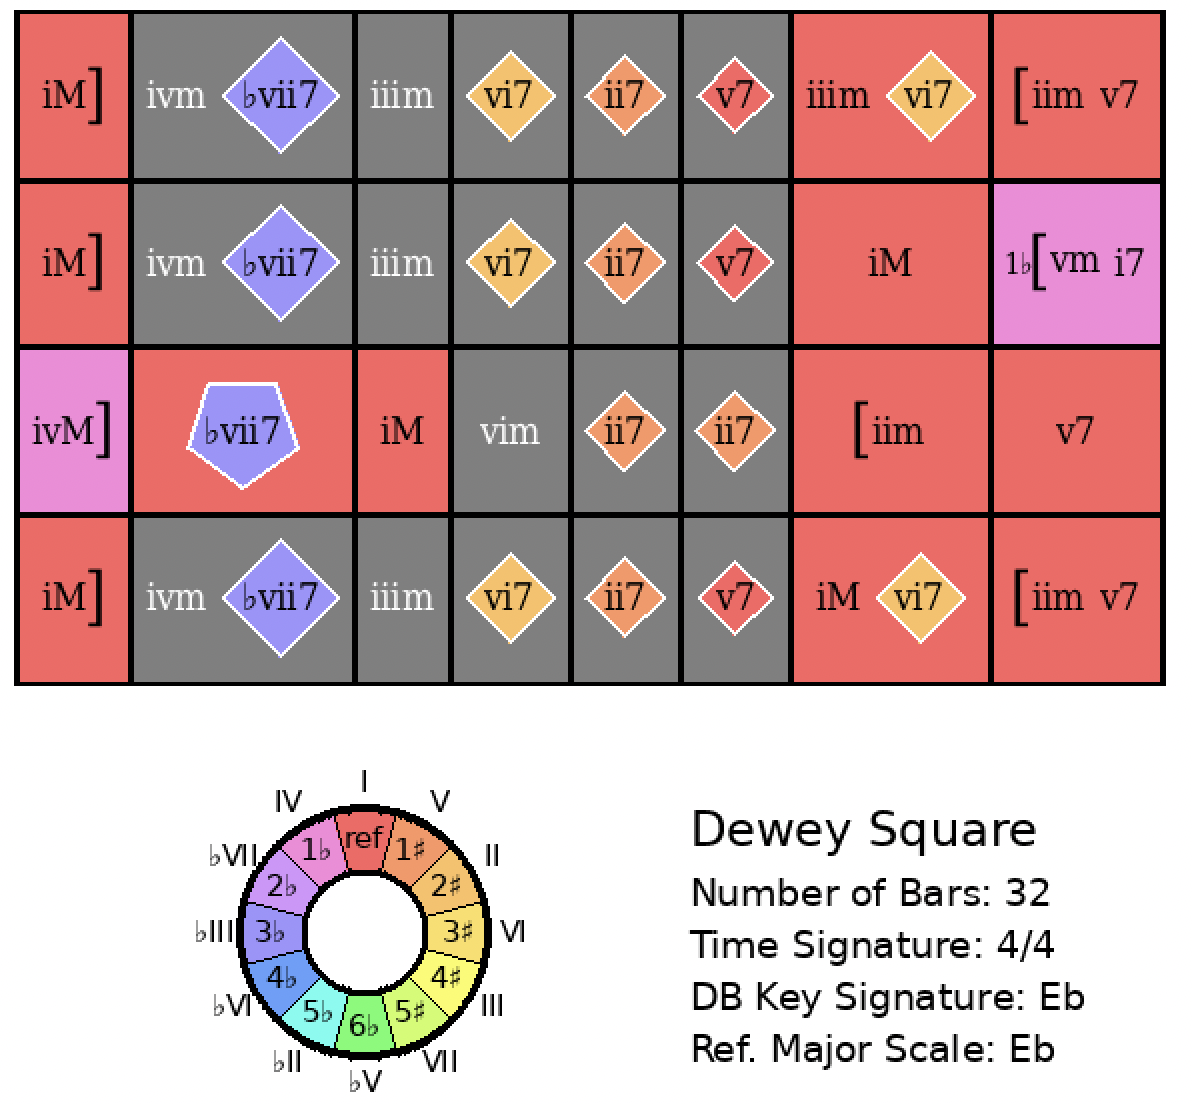 iM] ivm ♭vii7 iiim vi7 ii7 v7 iiim vi7 [iim v7
iM] ivm ♭vii7 iiim vi7 ii7 v7 iM 1♭[vm i7
ivM] ♭vii7 iM vim ii7 ii7 [iim v7
iM] ivm ♭vii7 iiim vi7 ii7 v7 iM vi7 [iim v7
I
IV V
ref
1♭ 1♯
♭VII II
2♭ 2♯
♭III 3♭ 3♯ VI
4♭ 4♯
♭VI III
5♭ 6♭ 5♯
♭II VII
♭V
Dewey Square
Number of Bars: 32
Time Signature: 4/4
DB Key Signature: Eb
Ref. Major Scale: Eb